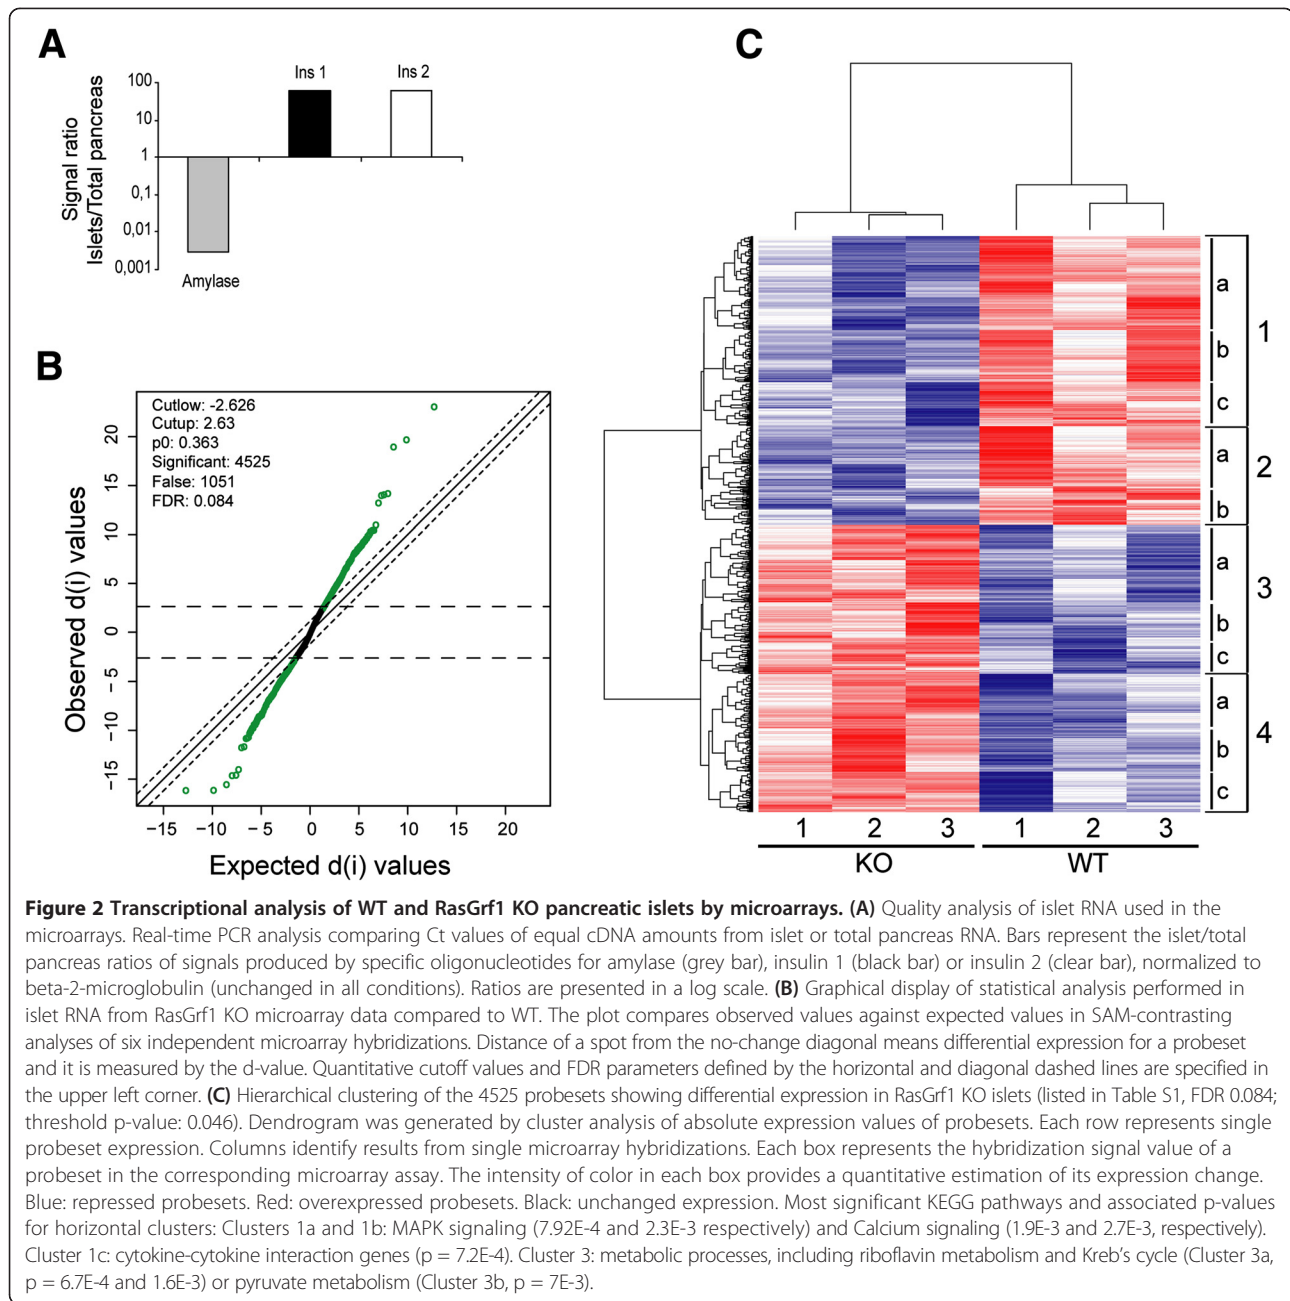 A
Signal ratio
Islets/Total pancreas
100
10
1
0,1
0,01
0,001
Ins 1
Ins 2
Amylase
B
Cutlow: -2.626
Cutup: 2.63
p0: 0.363
Significant: 4525
False: 1051
FDR: 0.084
Observed d(i) values
20
15
10
5
0
−5
−10
−15
−15 −10 −5 0 5 10 15 20
Expected d(i) values
C
a
b
c
1
a
b
2
a
b
c
3
a
b
c
4
1 2 3 1 2 3
KO WT
Figure 2 Transcriptional analysis of WT and RasGrf1 KO pancreatic islets by microarrays. (A) Quality analysis of islet RNA used in the
microarrays. Real-time PCR analysis comparing Ct values of equal cDNA amounts from islet or total pancreas RNA. Bars represent the islet/total
pancreas ratios of signals produced by specific oligonucleotides for amylase (grey bar), insulin 1 (black bar) or insulin 2 (clear bar), normalized to
beta-2-microglobulin (unchanged in all conditions). Ratios are presented in a log scale. (B) Graphical display of statistical analysis performed in
islet RNA from RasGrf1 KO microarray data compared to WT. The plot compares observed values against expected values in SAM-contrasting
analyses of six independent microarray hybridizations. Distance of a spot from the no-change diagonal means differential expression for a probeset
and it is measured by the d-value. Quantitative cutoff values and FDR parameters defined by the horizontal and diagonal dashed lines are specified in
the upper left corner. (C) Hierarchical clustering of the 4525 probesets showing differential expression in RasGrf1 KO islets (listed in Table S1, FDR 0.084;
threshold p-value: 0.046). Dendrogram was generated by cluster analysis of absolute expression values of probesets. Each row represents single
probeset expression. Columns identify results from single microarray hybridizations. Each box represents the hybridization signal value of a
probeset in the corresponding microarray assay. The intensity of color in each box provides a quantitative estimation of its expression change.
Blue: repressed probesets. Red: overexpressed probesets. Black: unchanged expression. Most significant KEGG pathways and associated p-values
for horizontal clusters: Clusters 1a and 1b: MAPK signaling (7.92E-4 and 2.3E-3 respectively) and Calcium signaling (1.9E-3 and 2.7E-3, respectively).
Cluster 1c: cytokine-cytokine interaction genes (p = 7.2E-4). Cluster 3: metabolic processes, including riboflavin metabolism and Kreb’s cycle (Cluster 3a,
p = 6.7E-4 and 1.6E-3) or pyruvate metabolism (Cluster 3b, p = 7E-3).